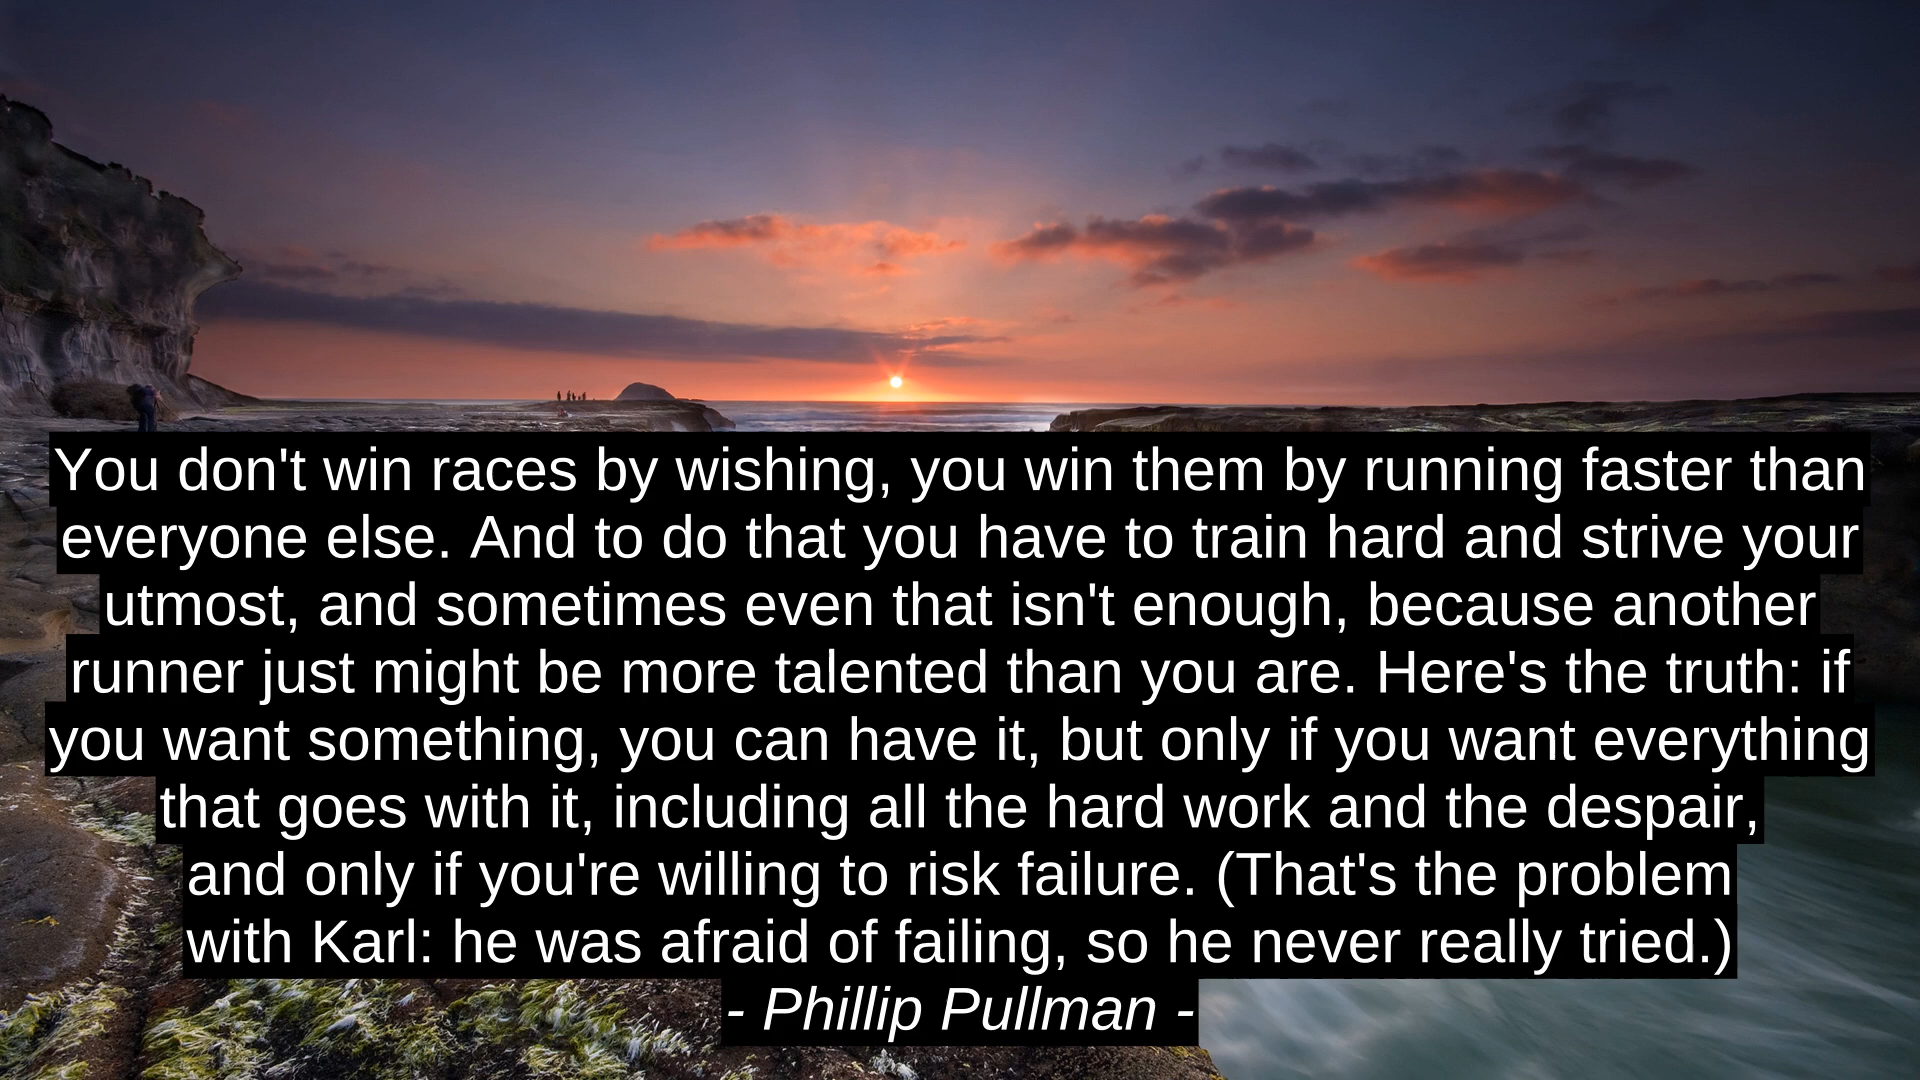 You don't win races by wishing, you win them by running faster than
everyone else. And to do that you have to train hard and strive your
utmost, and sometimes even that isn't enough, because another
runner just might be more talented than you are. Here's the truth: if
you want something, you can have it, but only if you want everything
that goes with it, including all the hard work and the despair,
and only if you're willing to risk failure. (That's the problem
with Karl: he was afraid of failing, so he never really tried.)
- Phillip Pullman -